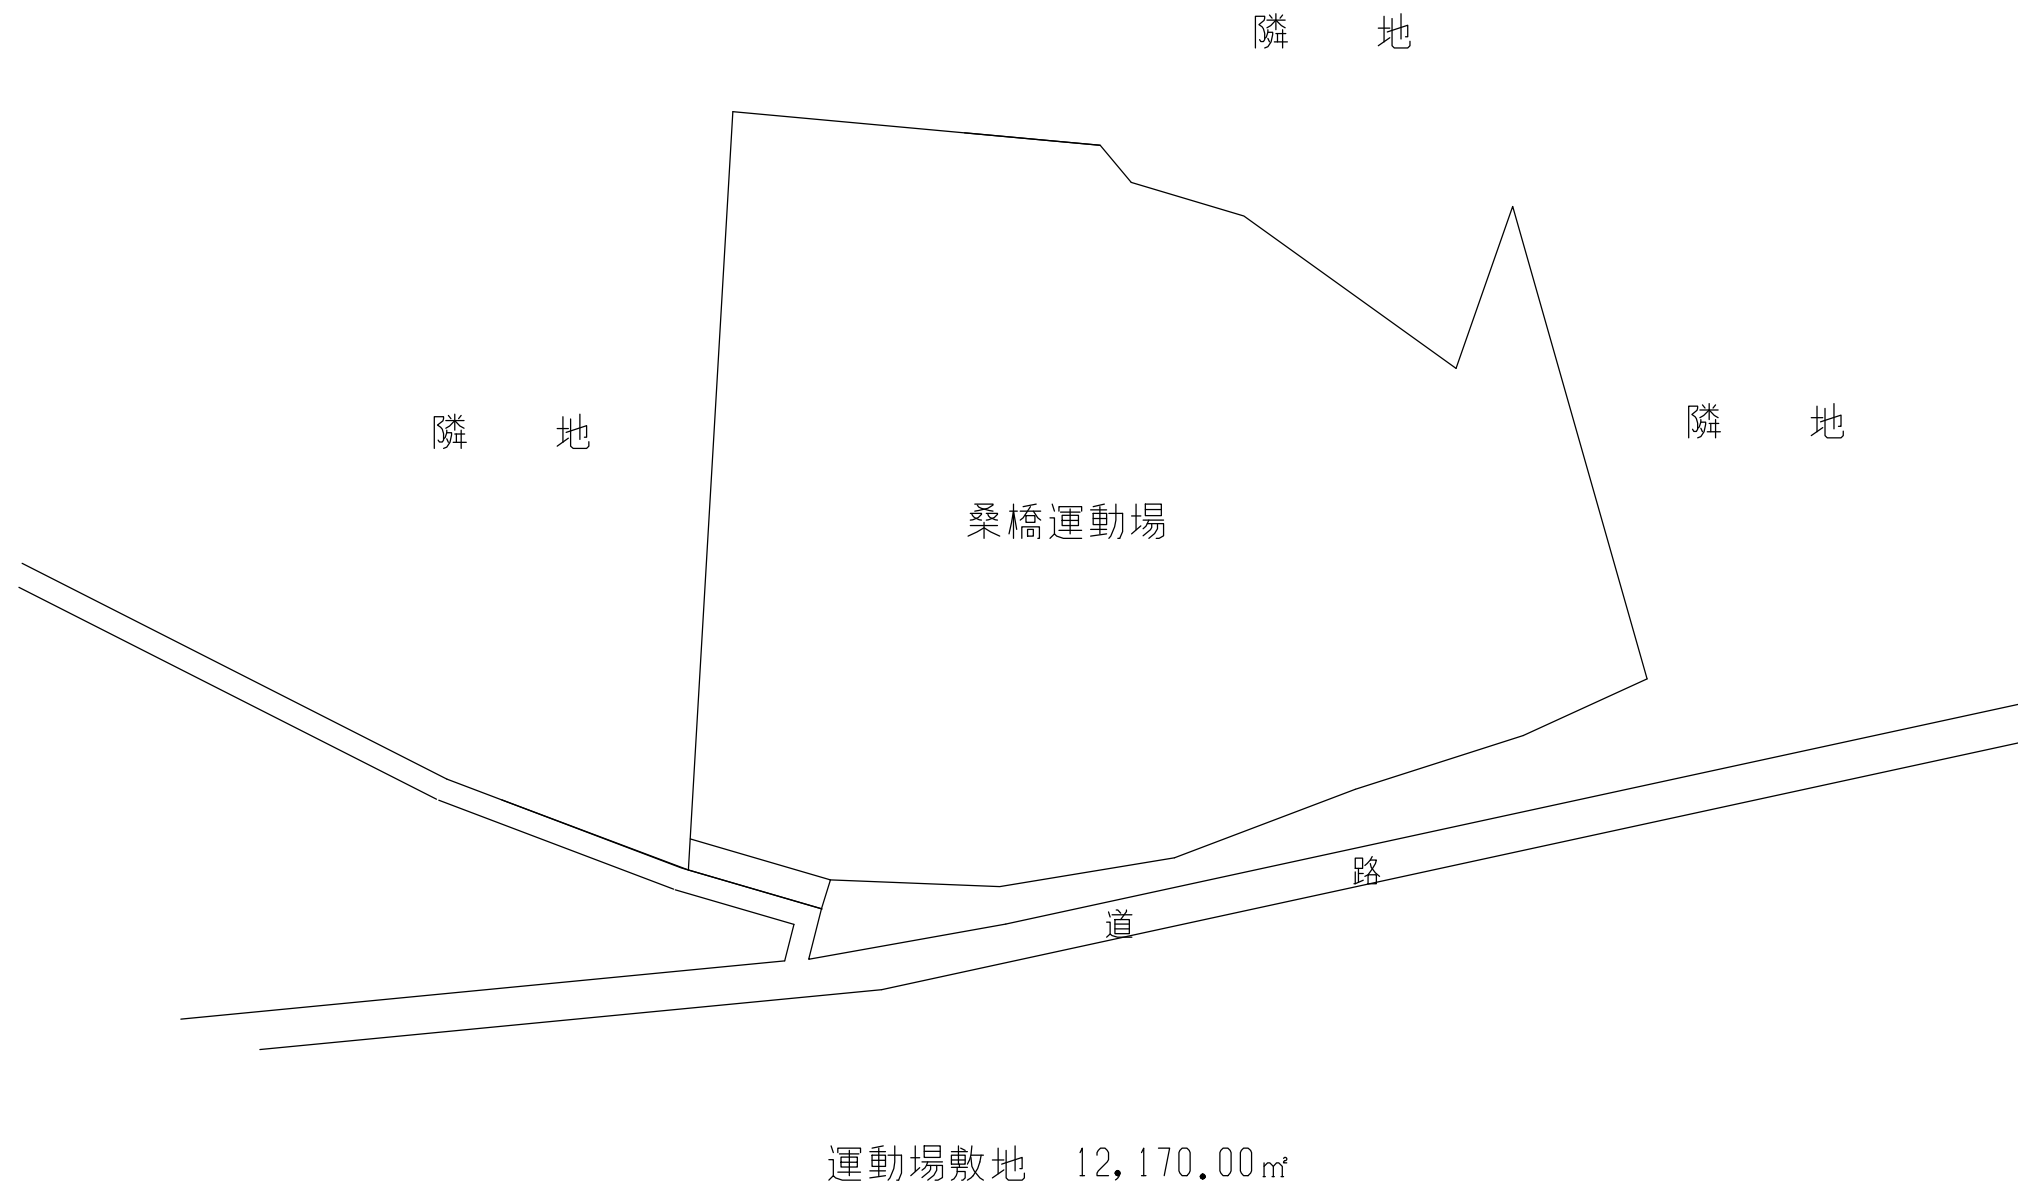 隣　地
隣　地
隣　地
桑橋運動場
道　路
運動場敷地　12,170.00㎡